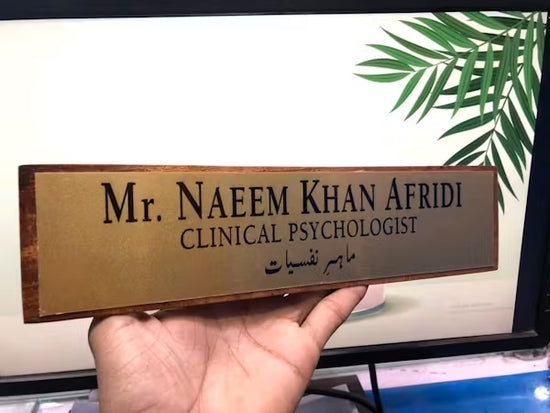 Mr. NAEEM KHAN AFRIDI
CLINICAL PSYCHOLOGIST
ماہرِ نفسیات